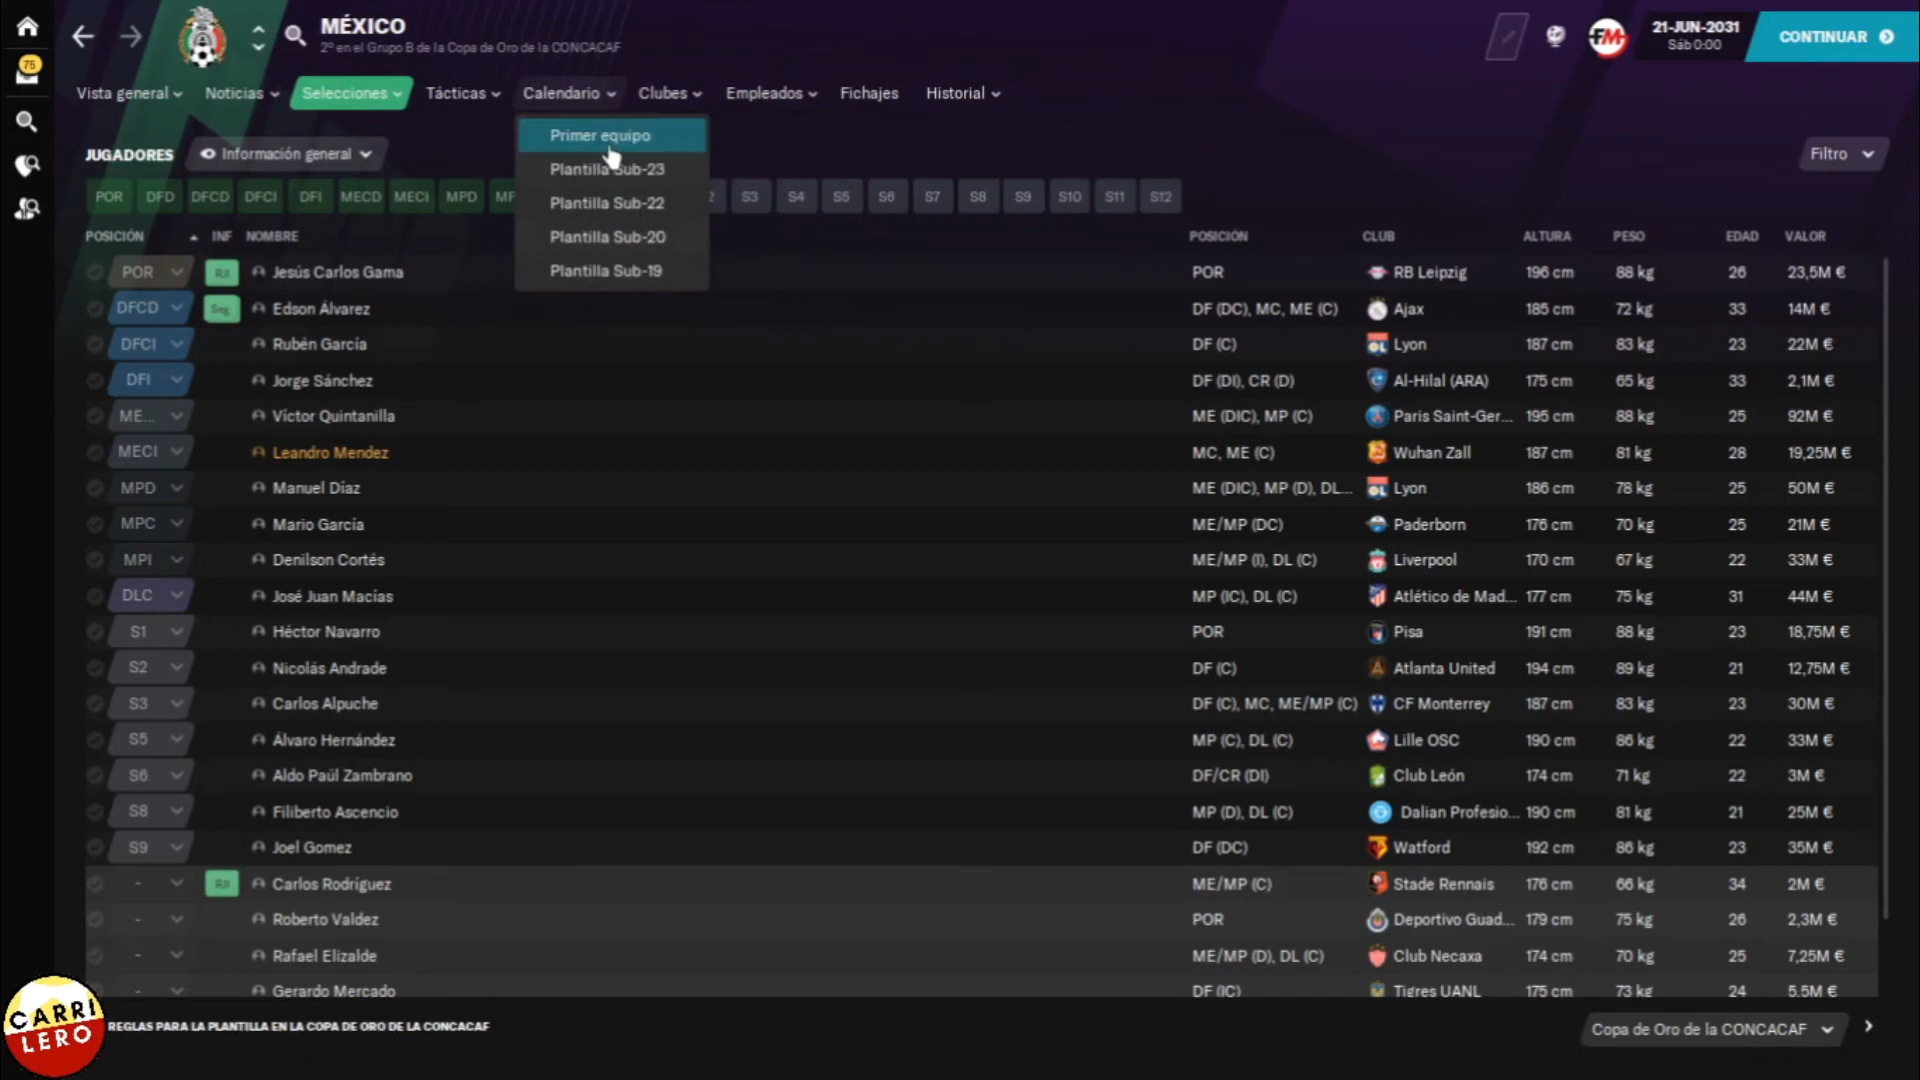 MÉXICO
2º en el Grupo B de la Copa de Oro de la CONCACAF
21-JUN-2031
Sáb 0:00
CONTINUAR
FM
75
Vista general Noticias Selecciones Tácticas Calendario Clubes Empleados Fichajes Historial
Primer equipo
Plantilla Sub-23
Plantilla Sub-22
Plantilla Sub-20
Plantilla Sub-19
JUGADORES Información general Filtro
POR DFD DFCD DFCI DFI MECD MECI MPD S3 S4 S5 S6 S7 S8 S9 S10 S11 S12
POSICIÓN INF NOMBRE POSICIÓN CLUB ALTURA PESO EDAD VALOR
POR RJI Jesús Carlos Gama POR RB Leipzig 196 cm 88 kg 26 23,5M €
DFCD Seg Edson Álvarez DF (DC), MC, ME (C) Ajax 185 cm 72 kg 33 14M €
DFCI Rubén García DF (C) Lyon 187 cm 83 kg 23 22M €
DFI Jorge Sánchez DF (DI), CR (D) Al-Hilal (ARA) 175 cm 65 kg 33 2,1M €
ME... Víctor Quintanilla ME (DIC), MP (C) Paris Saint-Ger... 195 cm 88 kg 25 92M €
MECI Leandro Mendez MC, ME (C) Wuhan Zall 187 cm 81 kg 28 19,25M €
MPD Manuel Díaz ME (DIC), MP (D), DL... Lyon 186 cm 78 kg 25 50M €
MPC Mario García ME/MP (DC) Paderborn 176 cm 70 kg 25 21M €
MPI Denilson Cortés ME/MP (I), DL (C) Liverpool 170 cm 67 kg 22 33M €
DLC José Juan Macías MP (IC), DL (C) Atlético de Mad... 177 cm 75 kg 31 44M €
S1 Héctor Navarro POR Pisa 191 cm 88 kg 23 18,75M €
S2 Nicolás Andrade DF (C) Atlanta United 194 cm 89 kg 21 12,75M €
S3 Carlos Alpuche DF (C), MC, ME/MP (C) CF Monterrey 187 cm 83 kg 23 30M €
S5 Álvaro Hernández MP (C), DL (C) Lille OSC 190 cm 86 kg 22 33M €
S6 Aldo Paúl Zambrano DF/CR (DI) Club León 174 cm 71 kg 22 3M €
S8 Filiberto Ascencio MP (D), DL (C) Dalian Profesio... 190 cm 81 kg 21 25M €
S9 Joel Gomez DF (DC) Watford 192 cm 86 kg 23 35M €
- RJI Carlos Rodríguez ME/MP (C) Stade Rennais 176 cm 66 kg 34 2M €
- Roberto Valdez POR Deportivo Guad... 179 cm 75 kg 26 2,3M €
- Rafael Elizalde ME/MP (D), DL (C) Club Necaxa 174 cm 70 kg 25 7,25M €
- Gerardo Mercado DF (IC) Tigres UANL 175 cm 73 kg 24 5,5M €
CARRI
LERO
REGLAS PARA LA PLANTILLA EN LA COPA DE ORO DE LA CONCACAF
Copa de Oro de la CONCACAF